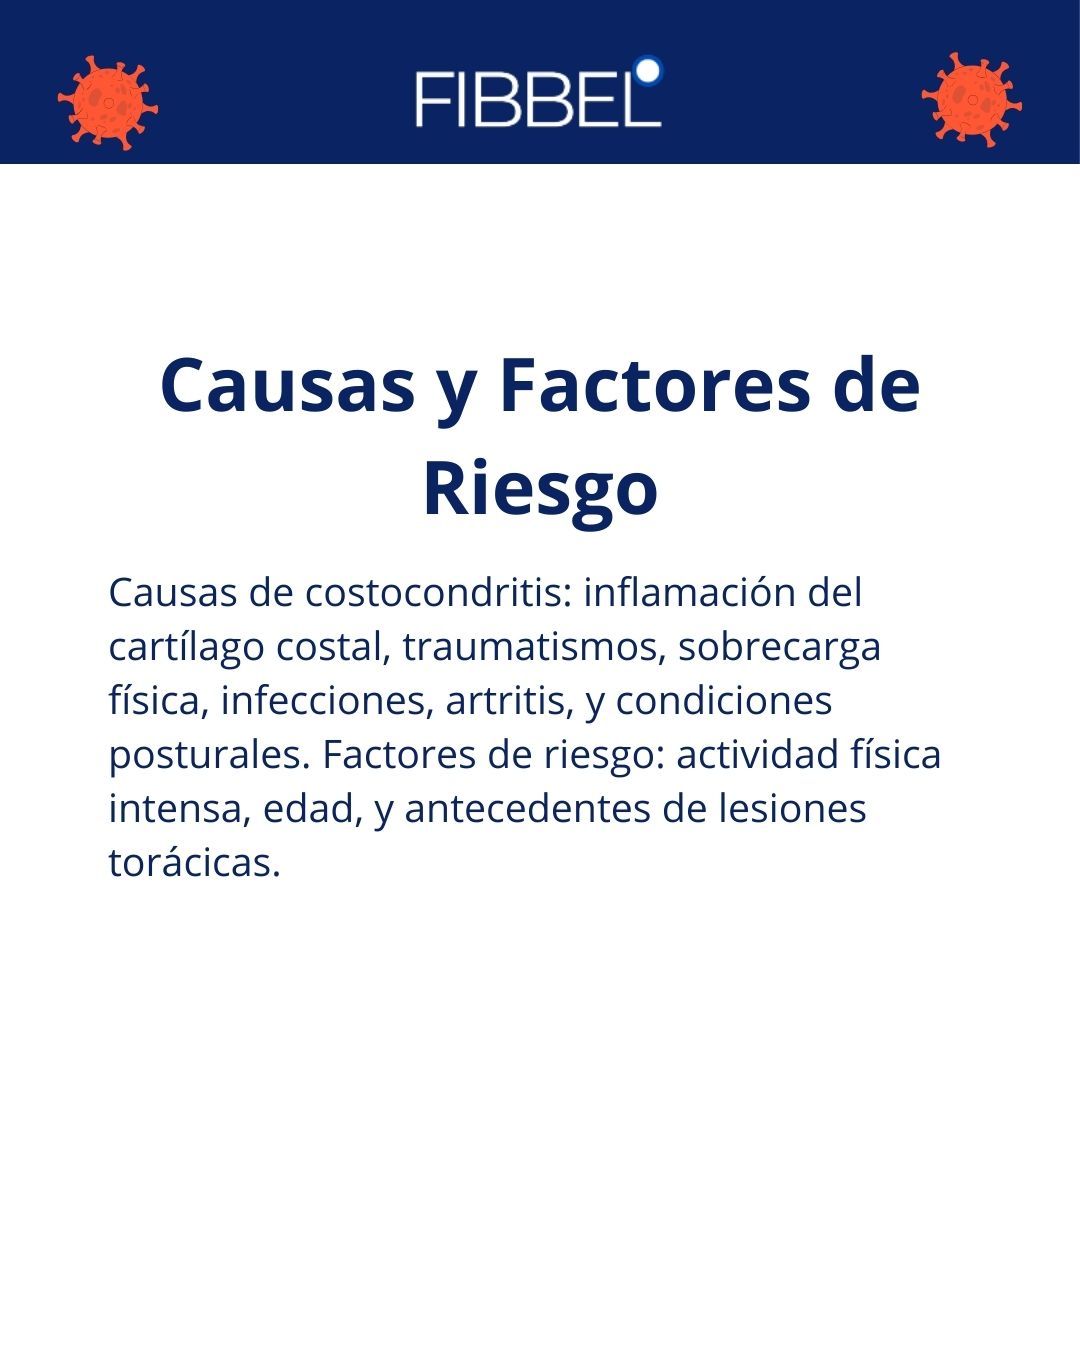 FIBBEL
Causas y Factores de
Riesgo
Causas de costocondritis: inflamación del
cartílago costal, traumatismos, sobrecarga
física, infecciones, artritis, y condiciones
posturales. Factores de riesgo: actividad física
intensa, edad, y antecedentes de lesiones
torácicas.